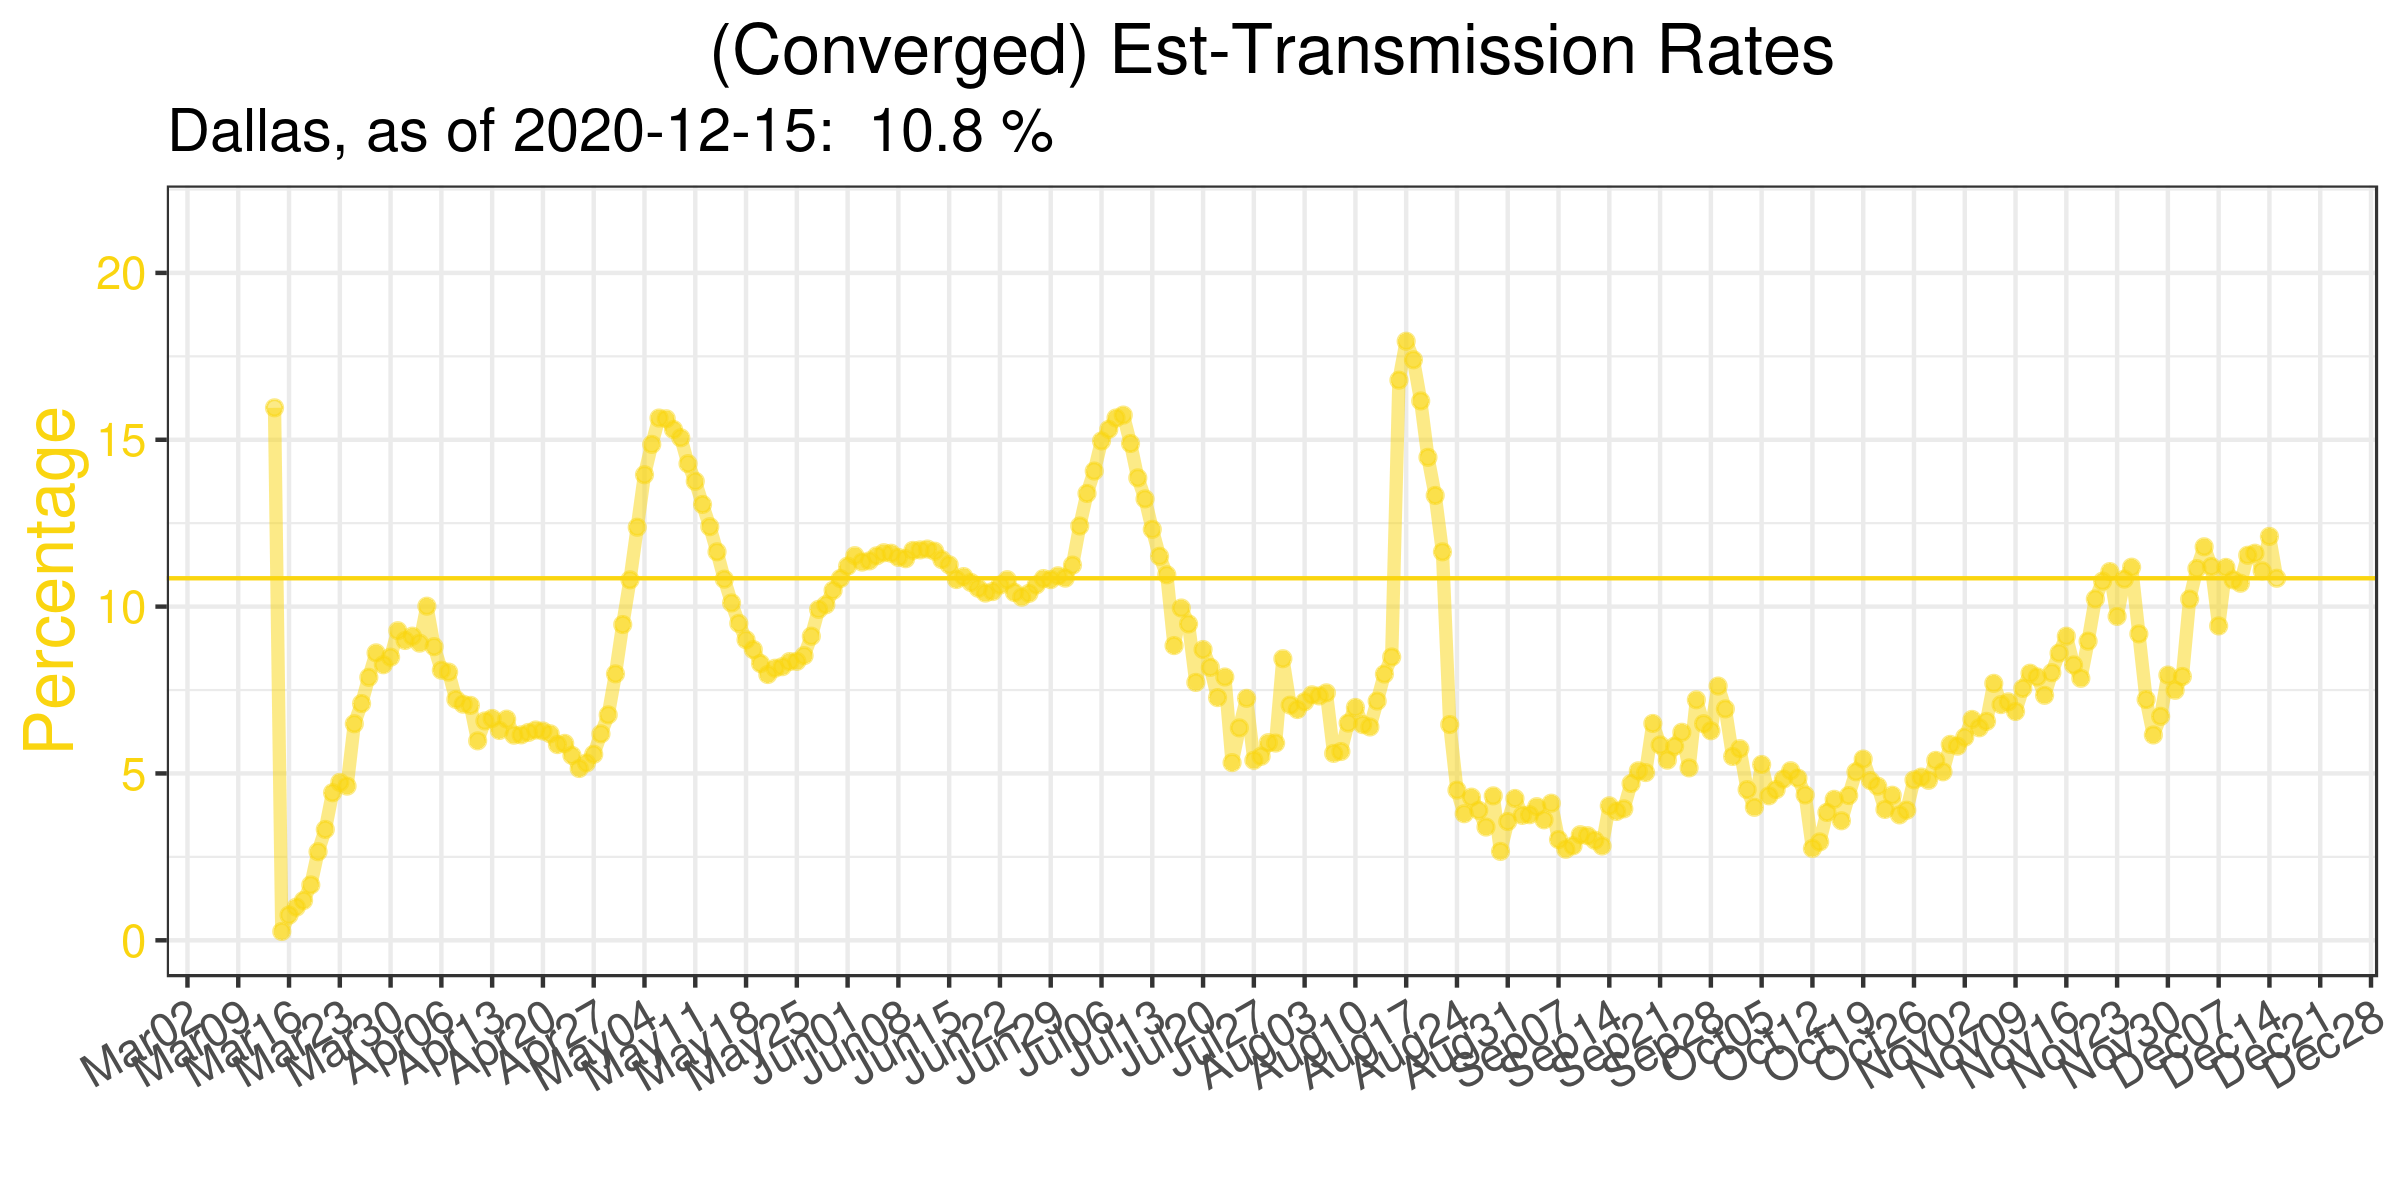 (Converged) Est-Transmission Rates
Dallas, as of 2020-12-15: 10.8 %
Percentage
20
15
10
5
0
Mar02
Mar09
Mar16
Mar23
Mar30
Apr06
Apr13
Apr20
Apr27
May04
May11
May18
May25
Jun01
Jun08
Jun15
Jun22
Jun29
Jul06
Jul13
Jul20
Jul27
Aug03
Aug10
Aug17
Aug24
Aug31
Sep07
Sep14
Sep21
Sep28
Oct05
Oct12
Oct19
Oct26
Nov02
Nov09
Nov16
Nov23
Nov30
Dec07
Dec14
Dec21
Dec28